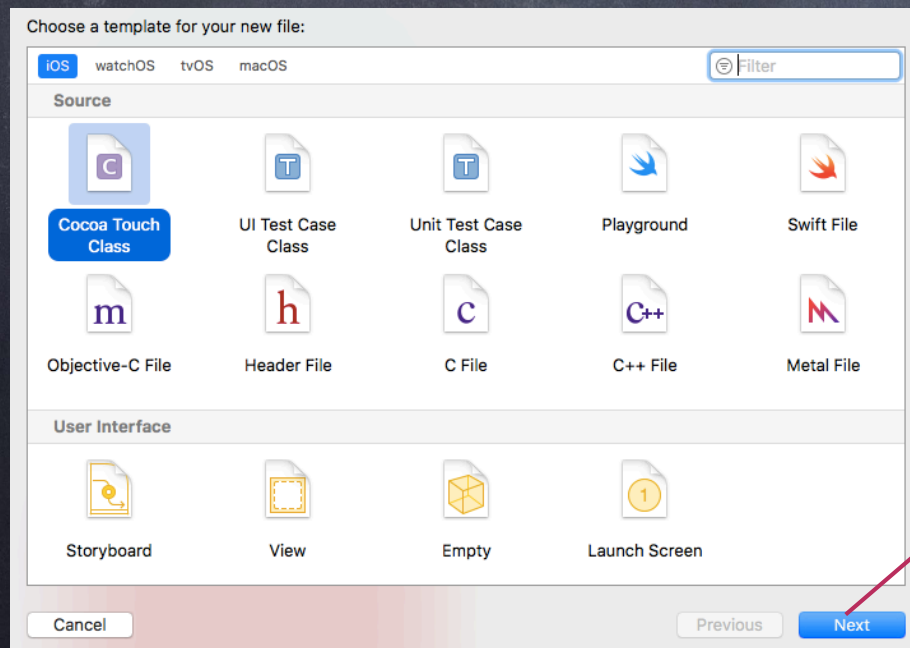 Choose a template for your new file:
iOS watchOS tvOS macOS Filter
Source
C T T
Cocoa Touch Class UI Test Case Class Unit Test Case Class Playground Swift File
m h c C++
Objective-C File Header File C File C++ File Metal File
User Interface
1
Storyboard View Empty Launch Screen
Cancel Previous Next